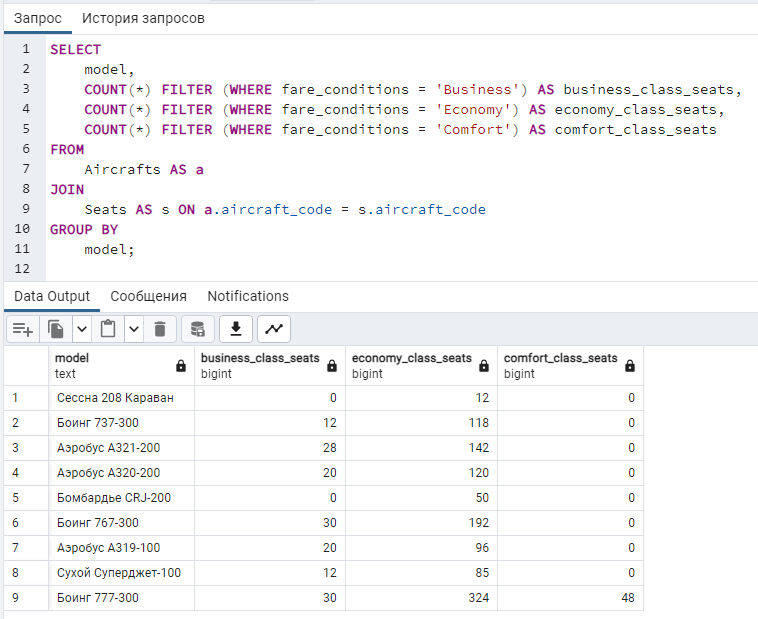 Запрос История запросов
1 SELECT
2 model,
3 COUNT(*) FILTER (WHERE fare_conditions = 'Business') AS business_class_seats,
4 COUNT(*) FILTER (WHERE fare_conditions = 'Economy') AS economy_class_seats,
5 COUNT(*) FILTER (WHERE fare_conditions = 'Comfort') AS comfort_class_seats
6 FROM
7 Aircrafts AS a
8 JOIN
9 Seats AS s ON a.aircraft_code = s.aircraft_code
10 GROUP BY
11 model;
12
Data Output Сообщения Notifications
model business_class_seats economy_class_seats comfort_class_seats
text bigint bigint bigint
1 Сессна 208 Караван 0 12 0
2 Боинг 737-300 12 118 0
3 Аэробус A321-200 28 142 0
4 Аэробус A320-200 20 120 0
5 Бомбардье CRJ-200 0 50 0
6 Боинг 767-300 30 192 0
7 Аэробус A319-100 20 96 0
8 Сухой Суперджет-100 12 85 0
9 Боинг 777-300 30 324 48